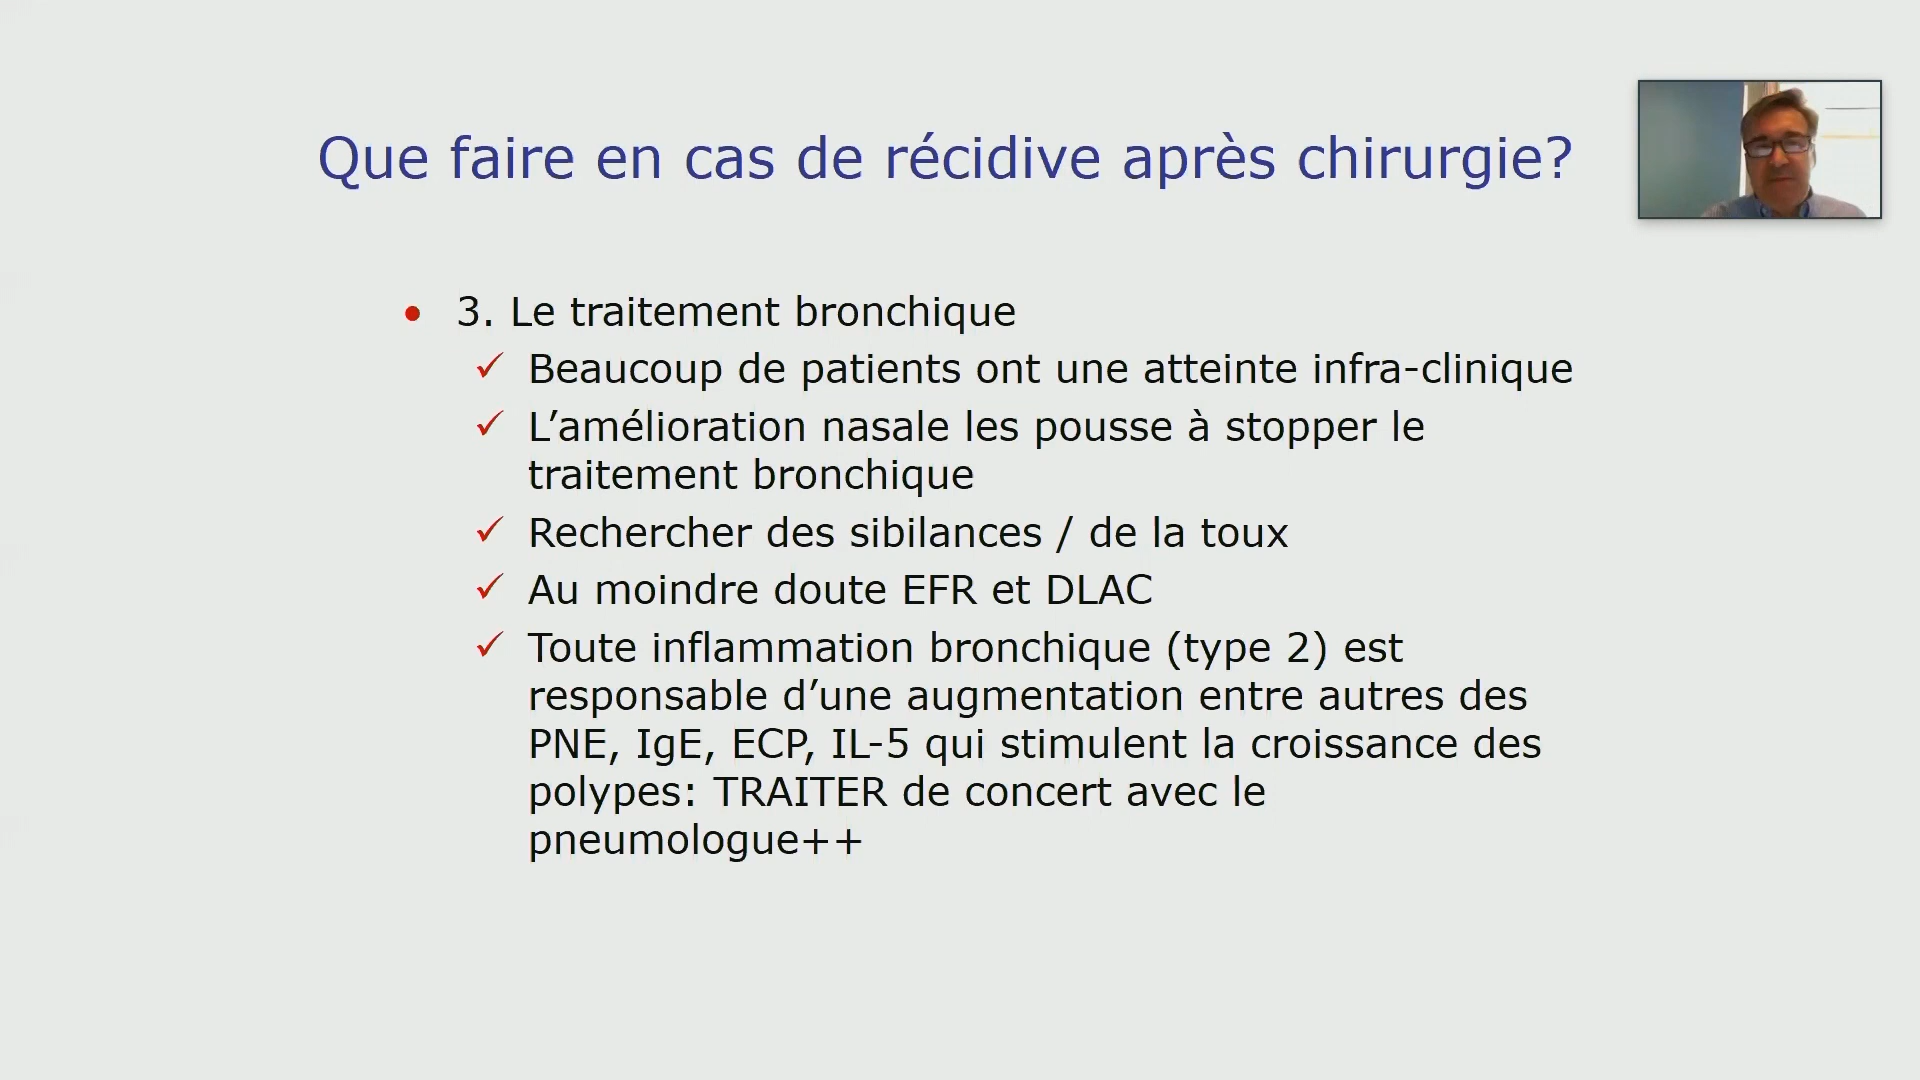 Que faire en cas de récidive après chirurgie?
• 3. Le traitement bronchique
✓ Beaucoup de patients ont une atteinte infra-clinique
✓ L’amélioration nasale les pousse à stopper le
traitement bronchique
✓ Rechercher des sibilances / de la toux
✓ Au moindre doute EFR et DLAC
✓ Toute inflammation bronchique (type 2) est
responsable d’une augmentation entre autres des
PNE, IgE, ECP, IL-5 qui stimulent la croissance des
polypes: TRAITER de concert avec le
pneumologue++